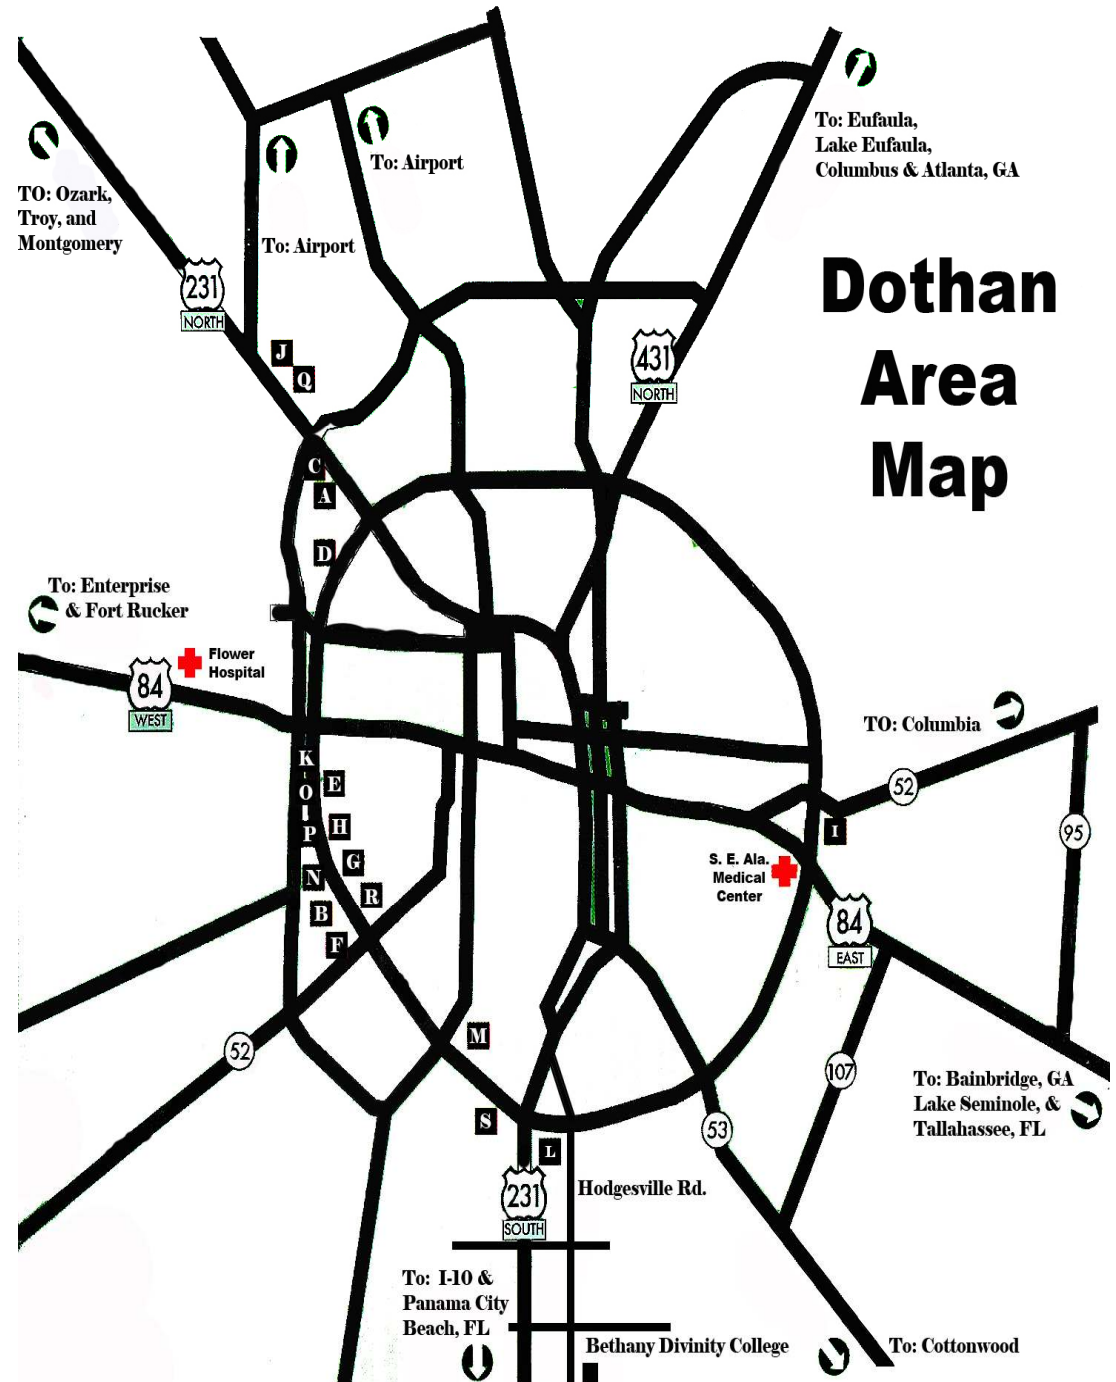 To: Eufaula,
Lake Eufaula,
Columbus & Atlanta, GA
To: Airport
TO: Ozark,
Troy, and
Montgomery
To: Airport
231
NORTH
Dothan
Area
Map
431
NORTH
J
Q
C
A
D
To: Enterprise
& Fort Rucker
Flower
Hospital
84
WEST
TO: Columbia
52
95
K
E
O
H
P
I
G
N
R
B
F
S. E. Ala.
Medical
Center
84
EAST
52
M
107
To: Bainbridge, GA
Lake Seminole, &
Tallahassee, FL
S
53
L
231
SOUTH
Hodgesville Rd.
To: I-10 &
Panama City
Beach, FL
Bethany Divinity College
To: Cottonwood